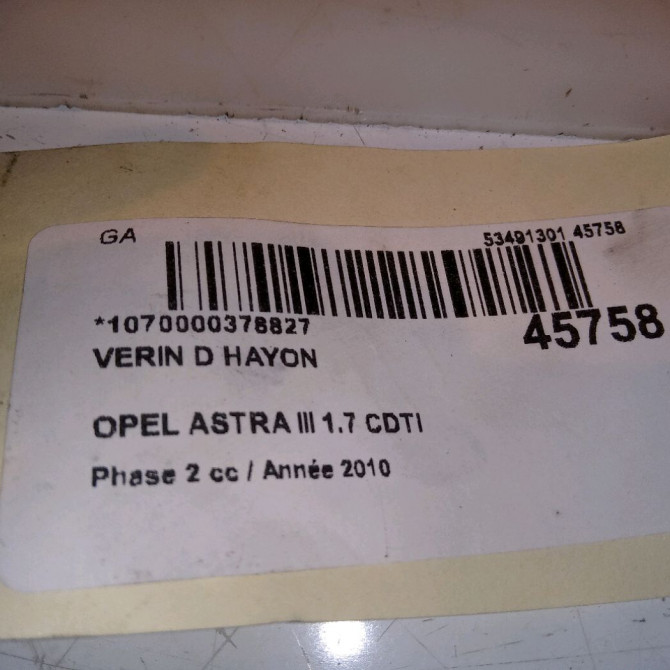 GA
53491301 45758
*1070000378827
45758
VERIN D HAYON
OPEL ASTRA III 1.7 CDTI
Phase 2 cc / Année 2010